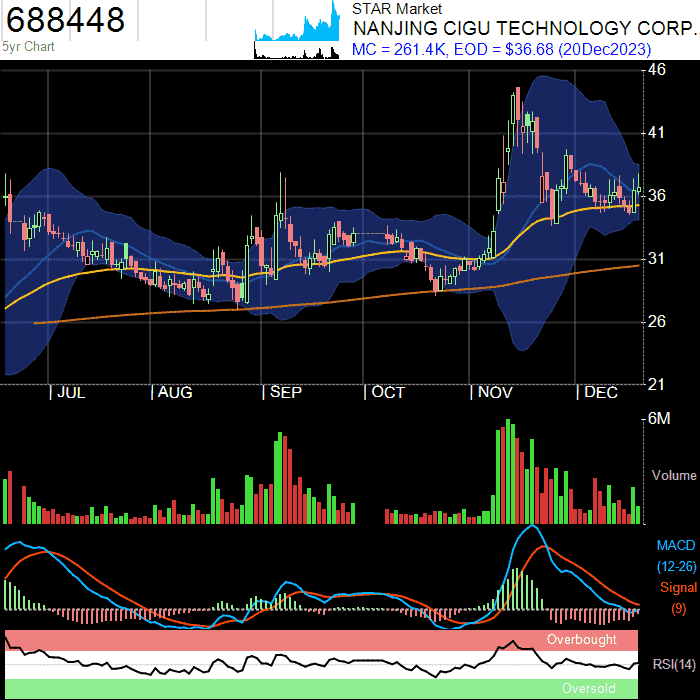 688448
5yr Chart
STAR Market
NANJING CIGU TECHNOLOGY CORP.
MC = 261.4K, EOD = $36.68 (20Dec2023)
46
41
36
31
26
21
| JUL | AUG | SEP | OCT | NOV | DEC
6M
Volume
MACD
(12-26)
Signal
(9)
Overbought
RSI(14)
Oversold